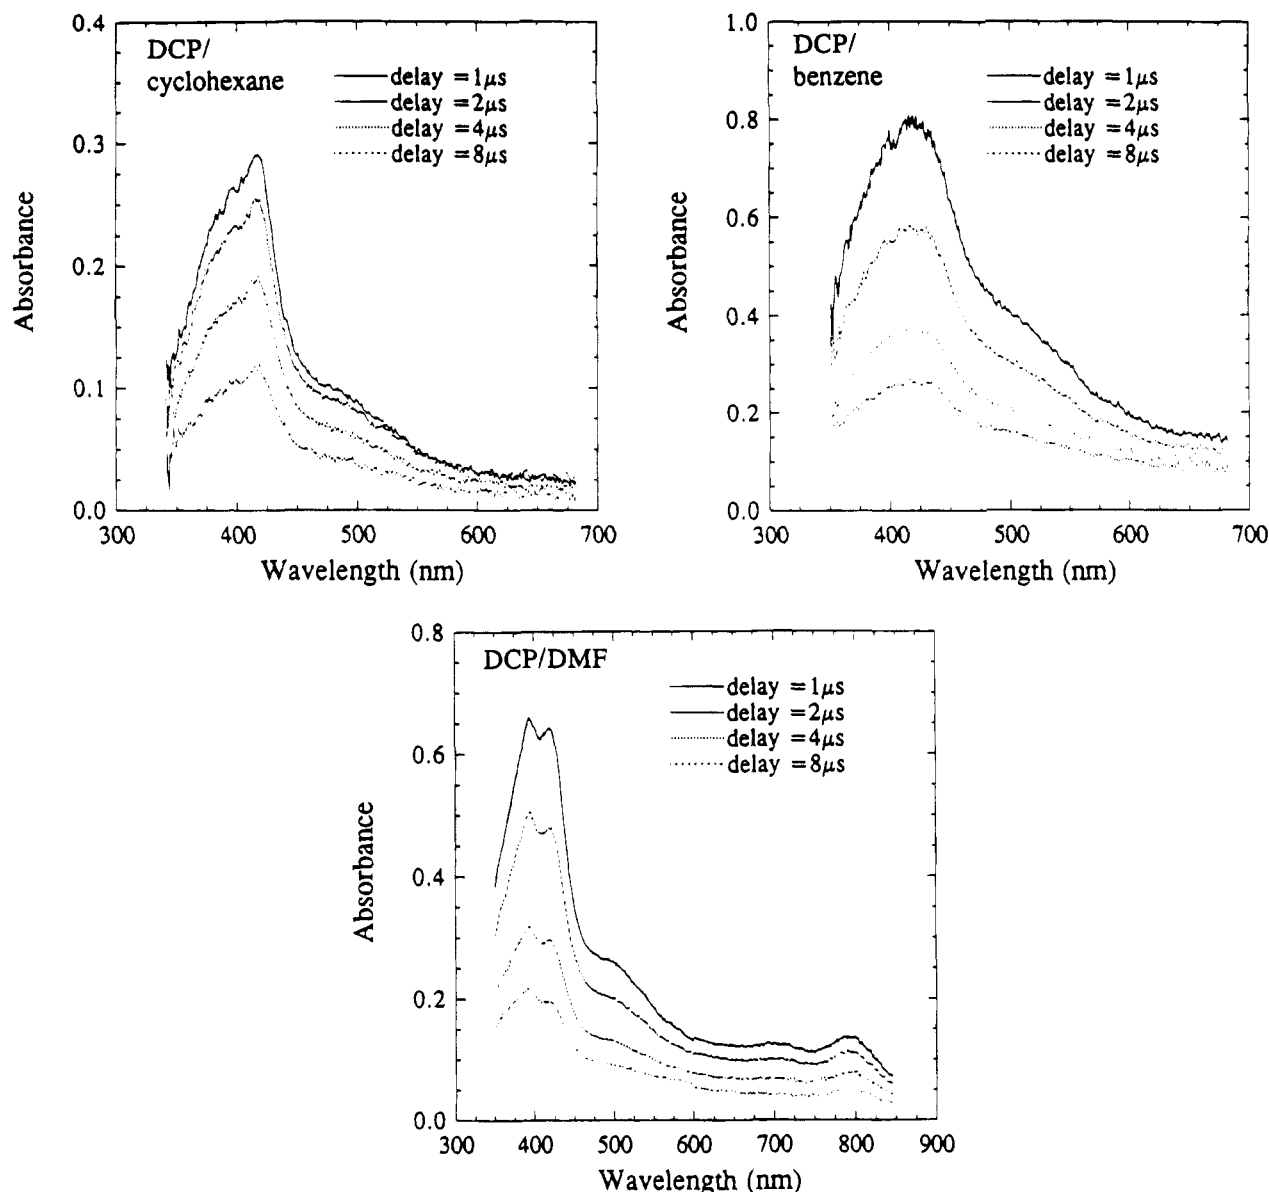 DCP/
cyclohexane
delay =1μs
delay =2μs
delay =4μs
delay =8μs
0.4
0.3
0.2
0.1
0.0
Absorbance
300 400 500 600 700
Wavelength (nm)
DCP/
benzene
delay =1μs
delay =2μs
delay =4μs
delay =8μs
1.0
0.8
0.6
0.4
0.2
0.0
Absorbance
300 400 500 600 700
Wavelength (nm)
DCP/DMF
delay =1μs
delay =2μs
delay =4μs
delay =8μs
0.8
0.6
0.4
0.2
0.0
Absorbance
300 400 500 600 700 800 900
Wavelength (nm)